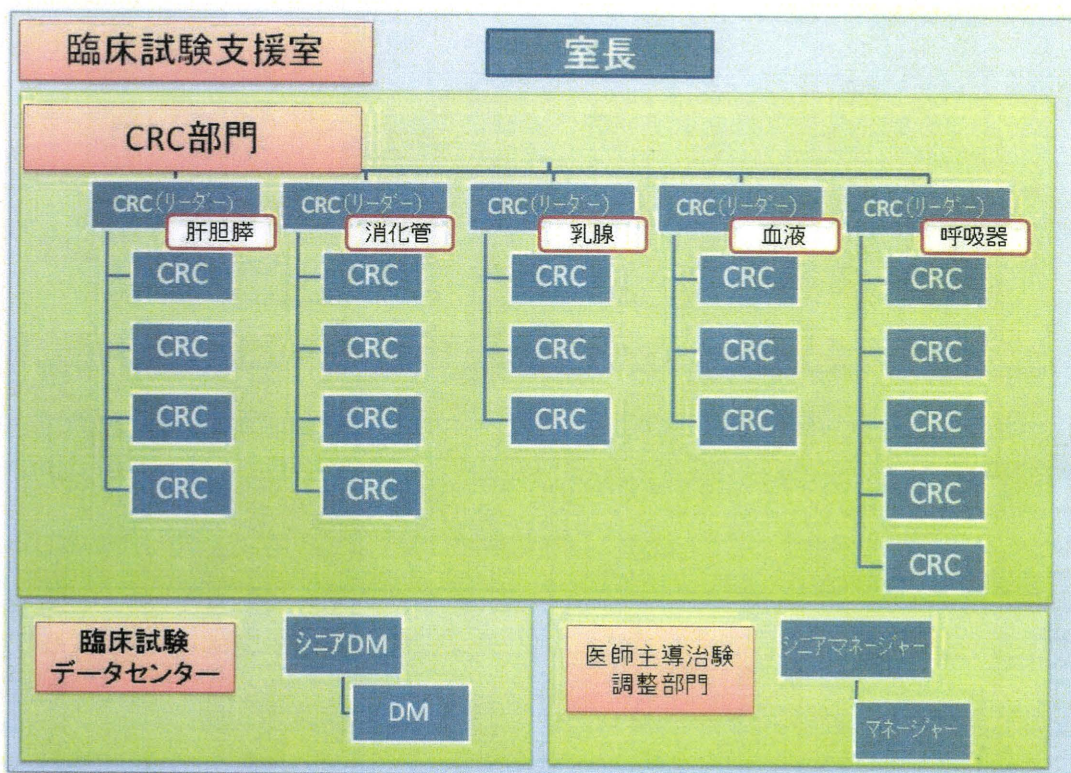 臨床試験支援室
室長
CRC部門
CRC(リーダー)
肝胆膵
CRC
CRC
CRC
CRC
CRC(リーダー)
消化管
CRC
CRC
CRC
CRC
CRC(リーダー)
乳腺
CRC
CRC
CRC
CRC(リーダー)
血液
CRC
CRC
CRC
CRC(リーダー)
呼吸器
CRC
CRC
CRC
CRC
CRC
臨床試験
データセンター
シニアDM
DM
医師主導治験
調整部門
シニアマネージャー
マネージャー